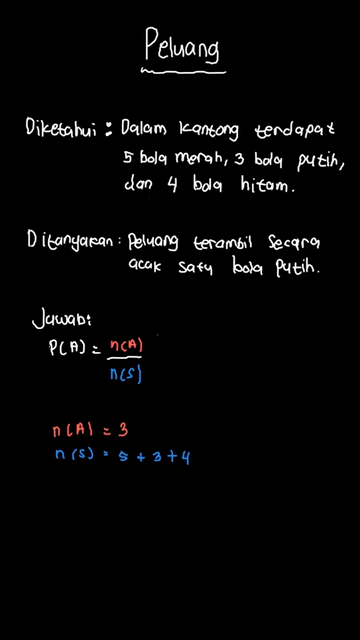 Peluang
Diketahui : Dalam kantong terdapat
5 bola merah, 3 bola putih,
dan 4 bola hitam.
Ditanyakan : Peluang terambil secara
acak satu bola putih.
Jawab:
P(A) = n(A)
n(S)
n(A) = 3
n(S) = 5 + 3 + 4